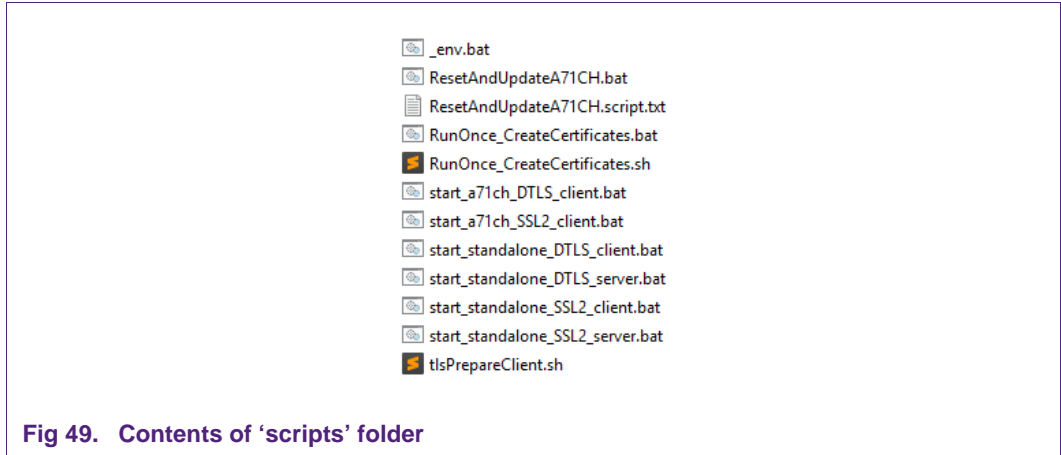 _env.bat
ResetAndUpdateA71CH.bat
ResetAndUpdateA71CH.script.txt
RunOnce_CreateCertificates.bat
RunOnce_CreateCertificates.sh
start_a71ch_DTLS_client.bat
start_a71ch_SSL2_client.bat
start_standalone_DTLS_client.bat
start_standalone_DTLS_server.bat
start_standalone_SSL2_client.bat
start_standalone_SSL2_server.bat
tlsPrepareClient.sh
Fig 49. Contents of ‘scripts’ folder